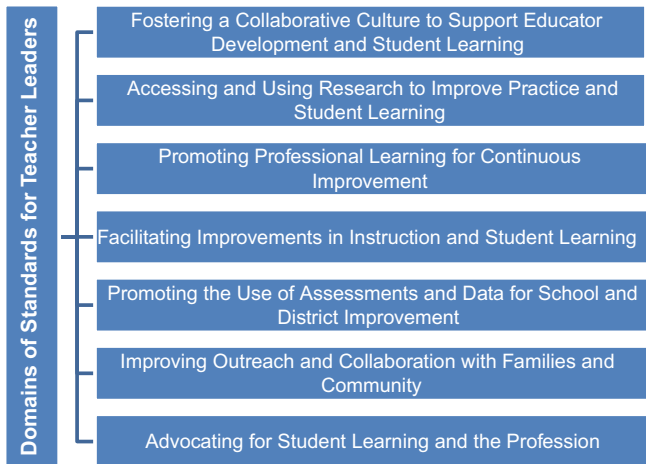 Domains of Standards for Teacher Leaders
Fostering a Collaborative Culture to Support Educator
Development and Student Learning
Accessing and Using Research to Improve Practice and
Student Learning
Promoting Professional Learning for Continuous
Improvement
Facilitating Improvements in Instruction and Student Learning
Promoting the Use of Assessments and Data for School and
District Improvement
Improving Outreach and Collaboration with Families and
Community
Advocating for Student Learning and the Profession